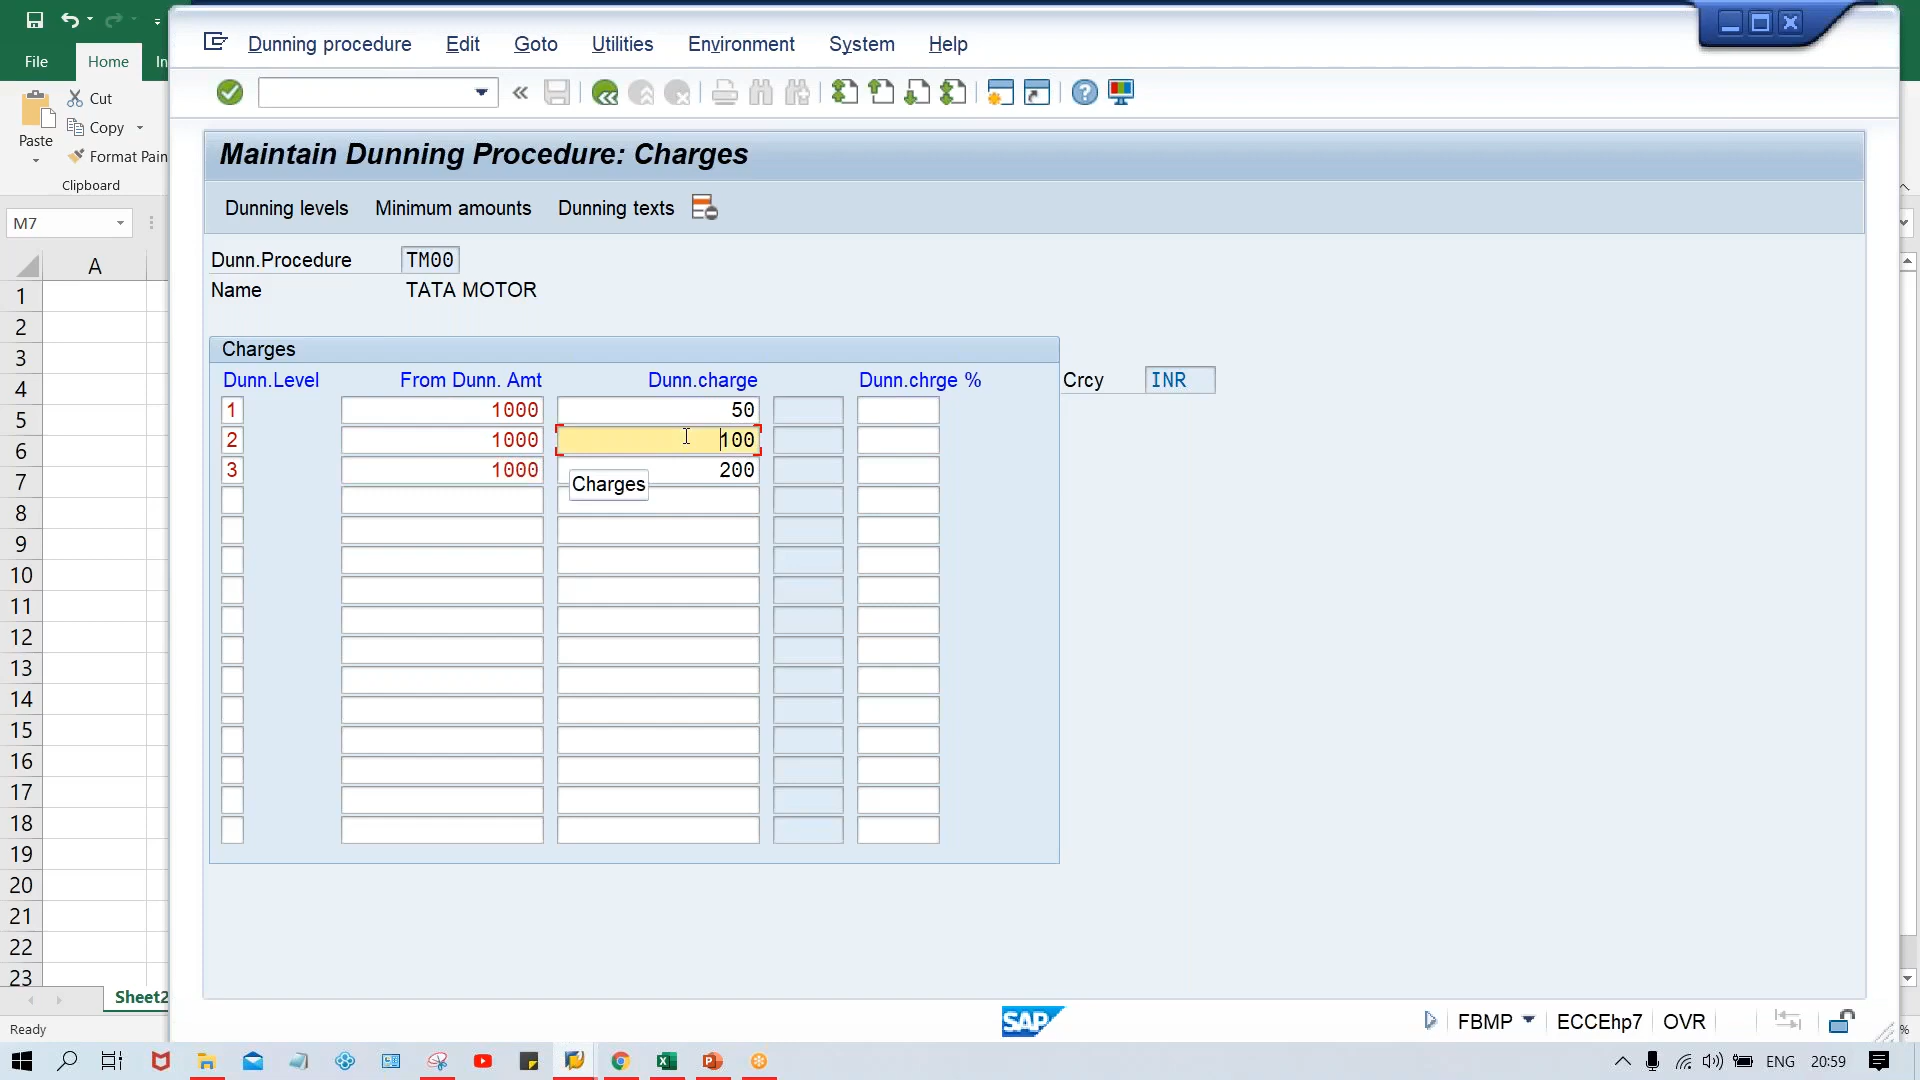 Dunning procedure Edit Goto Utilities Environment System Help
File Home In
Cut
Copy
Format Pain
Paste
Clipboard
M7
Maintain Dunning Procedure: Charges
Dunning levels Minimum amounts Dunning texts
Dunn.Procedure TM00
Name TATA MOTOR
Charges
Dunn.Level From Dunn. Amt Dunn.charge Dunn.chrge % Crcy INR
1 1000 50
2 1000 100
3 1000 200
Charges
A
1
2
3
4
5
6
7
8
9
10
11
12
13
14
15
16
17
18
19
20
21
22
23
Sheet2
Ready
SAP
FBMP ECCEhp7 OVR
%
ENG 20:59